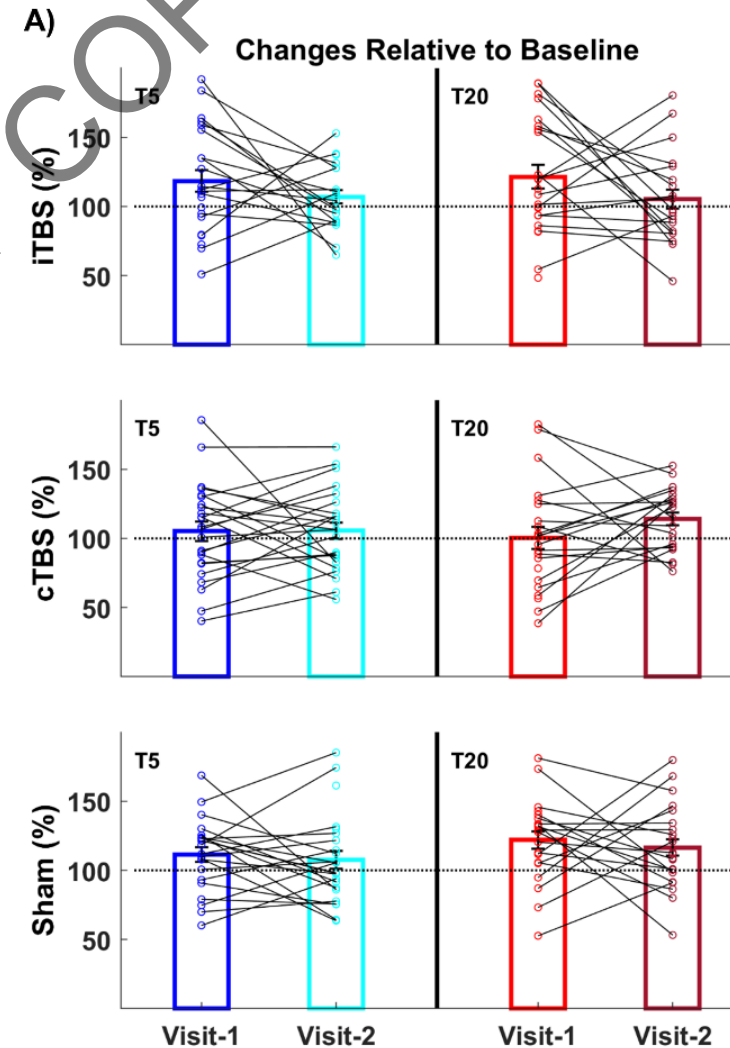 A)
COP
Changes Relative to Baseline
T5
T20
iTBS (%)
150
100
50
T5
T20
cTBS (%)
150
100
50
T5
T20
Sham (%)
150
100
50
Visit-1 Visit-2 Visit-1 Visit-2